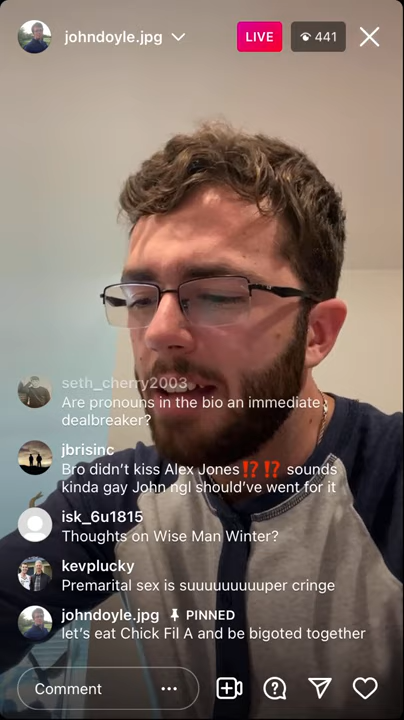 johndoyle.jpg
LIVE
441
seth_cherry2003
Are pronouns in the bio an immediate
dealbreaker?
jbrisinc
Bro didn't kiss Alex Jones⁉️⁉️ sounds
kinda gay John ngl should've went for it
isk_6u1815
Thoughts on Wise Man Winter?
kevplucky
Premarital sex is suuuuuuuuper cringe
johndoyle.jpg PINNED
let's eat Chick Fil A and be bigoted together
Comment